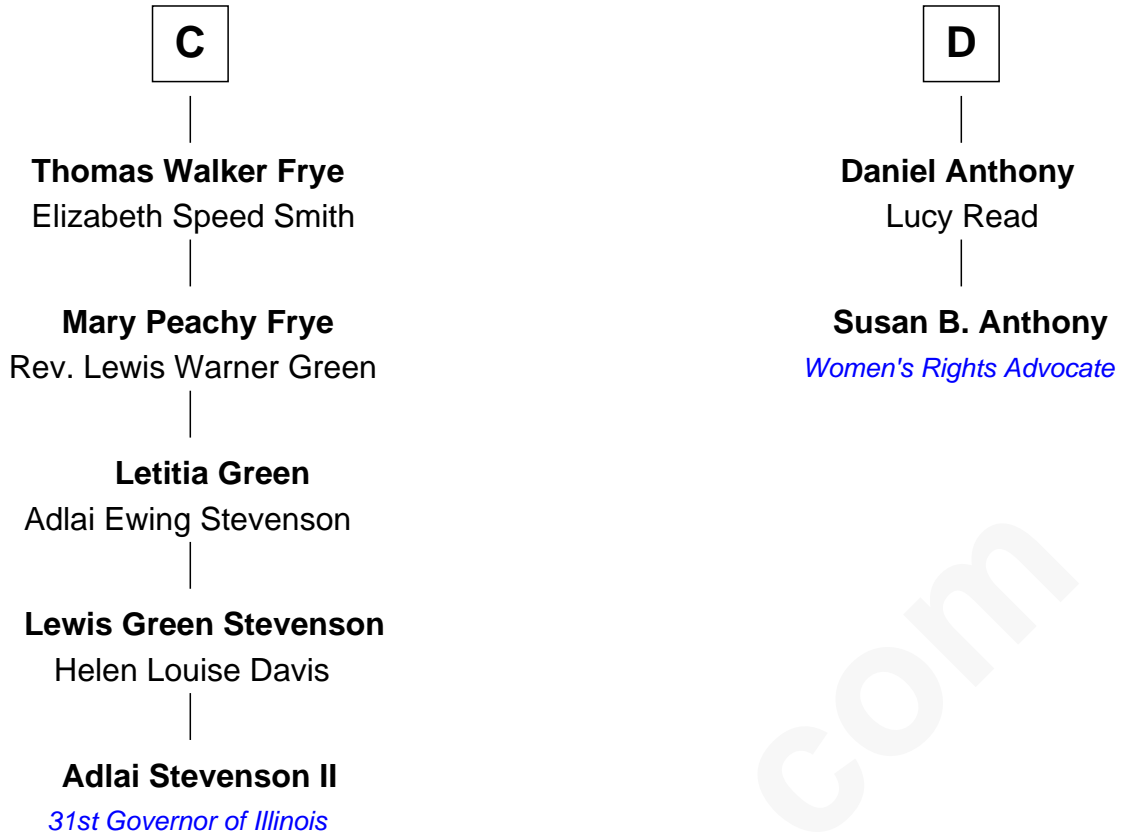 C
Thomas Walker Frye
Elizabeth Speed Smith
Mary Peachy Frye
Rev. Lewis Warner Green
Letitia Green
Adlai Ewing Stevenson
Lewis Green Stevenson
Helen Louise Davis
Adlai Stevenson II
31st Governor of Illinois
D
Daniel Anthony
Lucy Read
Susan B. Anthony
Women's Rights Advocate
com